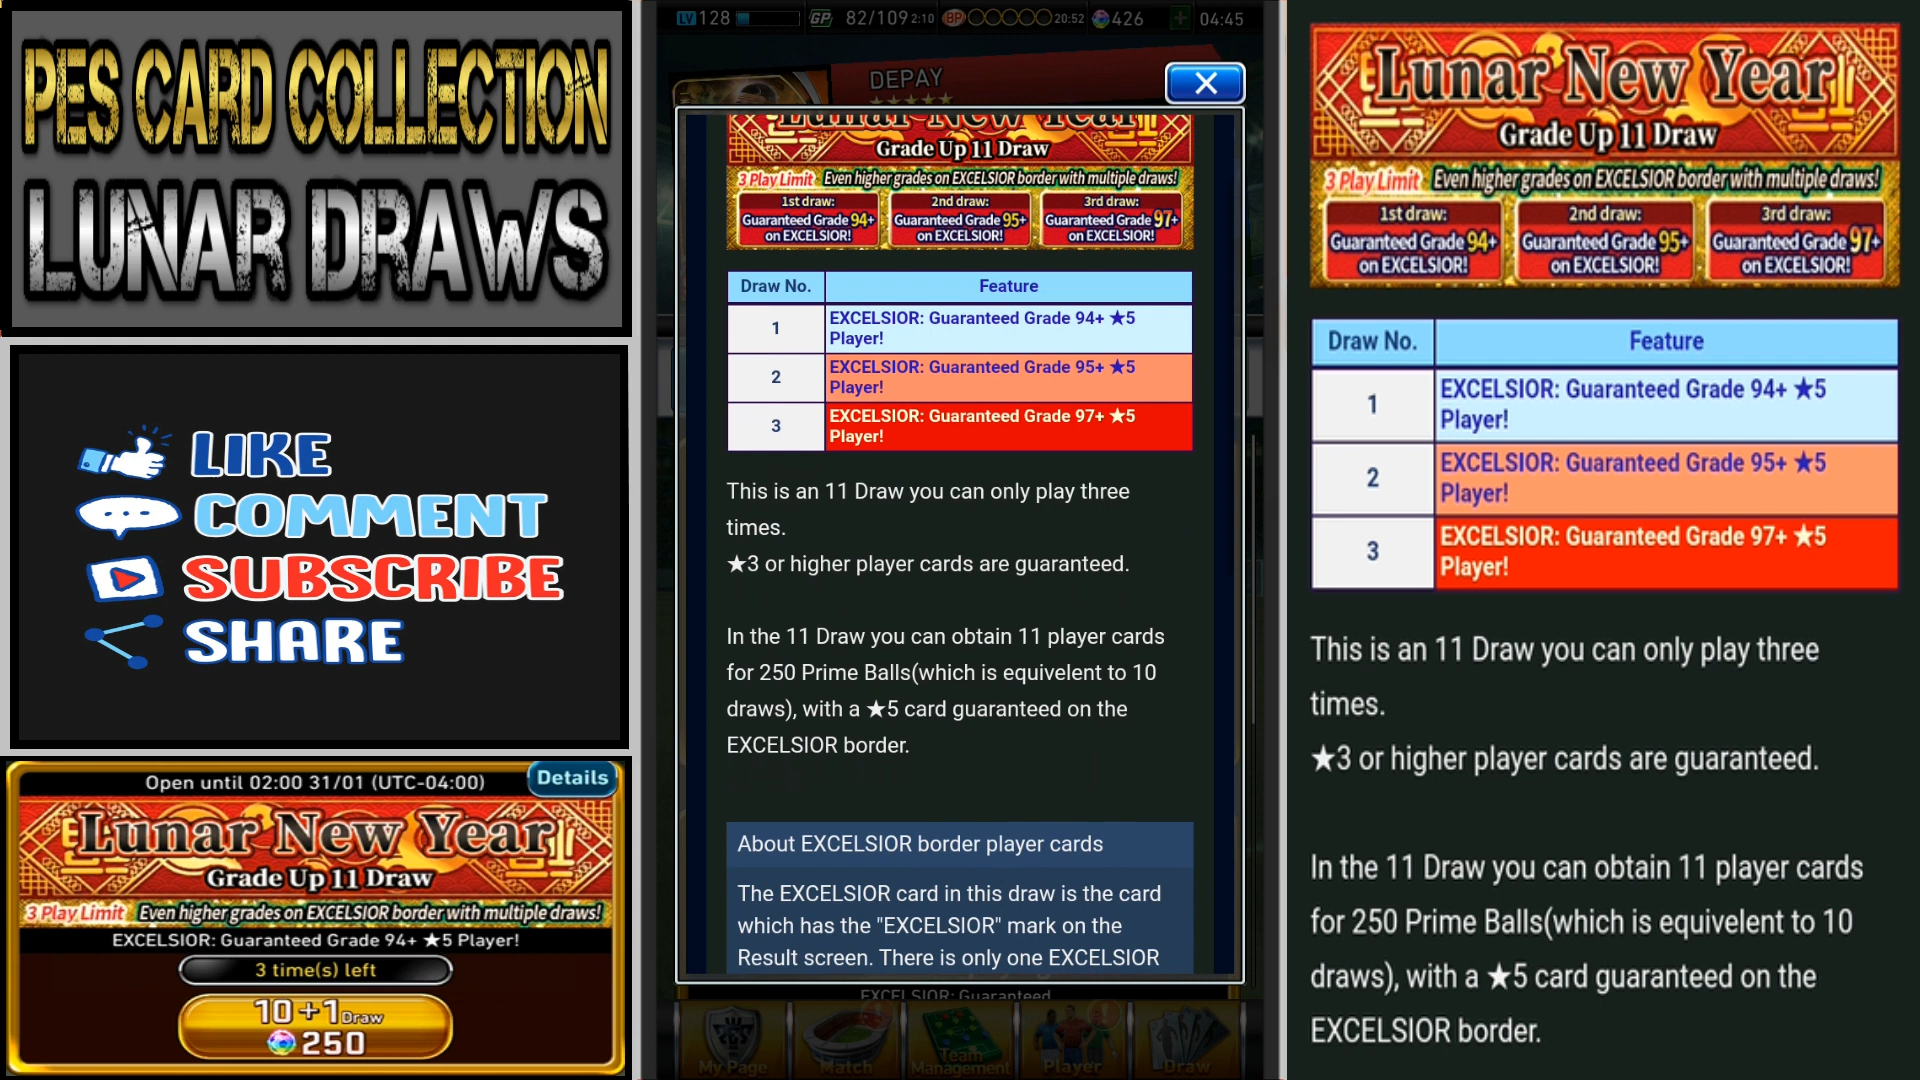 PES CARD COLLECTION
LUNAR DRAWS
LIKE
COMMENT
SUBSCRIBE
SHARE
Open until 02:00 31/01 (UTC-04:00)
Details
Lunar New Year
Grade Up 11 Draw
3 Play Limit Even higher grades on EXCELSIOR border with multiple draws!
EXCELSIOR: Guaranteed Grade 94+ ★5 Player!
3 time(s) left
10+1 Draw
250
LV 128 GP 82/109 2:10 BP 20:52 426 04:45
DEPAY
★★★★★
Lunar New Year
Grade Up 11 Draw
3 Play Limit Even higher grades on EXCELSIOR border with multiple draws!
1st draw: 2nd draw: 3rd draw:
Guaranteed Grade 94+ Guaranteed Grade 95+ Guaranteed Grade 97+
on EXCELSIOR! on EXCELSIOR! on EXCELSIOR!
Draw No. Feature
1 EXCELSIOR: Guaranteed Grade 94+ ★5
Player!
2 EXCELSIOR: Guaranteed Grade 95+ ★5
Player!
3 EXCELSIOR: Guaranteed Grade 97+ ★5
Player!
This is an 11 Draw you can only play three
times.
★3 or higher player cards are guaranteed.
In the 11 Draw you can obtain 11 player cards
for 250 Prime Balls(which is equivelent to 10
draws), with a ★5 card guaranteed on the
EXCELSIOR border.
About EXCELSIOR border player cards
The EXCELSIOR card in this draw is the card
which has the "EXCELSIOR" mark on the
Result screen. There is only one EXCELSIOR
EXCELSIOR: Guaranteed
My Page Match Team Management Player Draw
Lunar New Year
Grade Up 11 Draw
3 Play Limit Even higher grades on EXCELSIOR border with multiple draws!
1st draw: 2nd draw: 3rd draw:
Guaranteed Grade 94+ Guaranteed Grade 95+ Guaranteed Grade 97+
on EXCELSIOR! on EXCELSIOR! on EXCELSIOR!
Draw No. Feature
1 EXCELSIOR: Guaranteed Grade 94+ ★5
Player!
2 EXCELSIOR: Guaranteed Grade 95+ ★5
Player!
3 EXCELSIOR: Guaranteed Grade 97+ ★5
Player!
This is an 11 Draw you can only play three
times.
★3 or higher player cards are guaranteed.
In the 11 Draw you can obtain 11 player cards
for 250 Prime Balls(which is equivelent to 10
draws), with a ★5 card guaranteed on the
EXCELSIOR border.